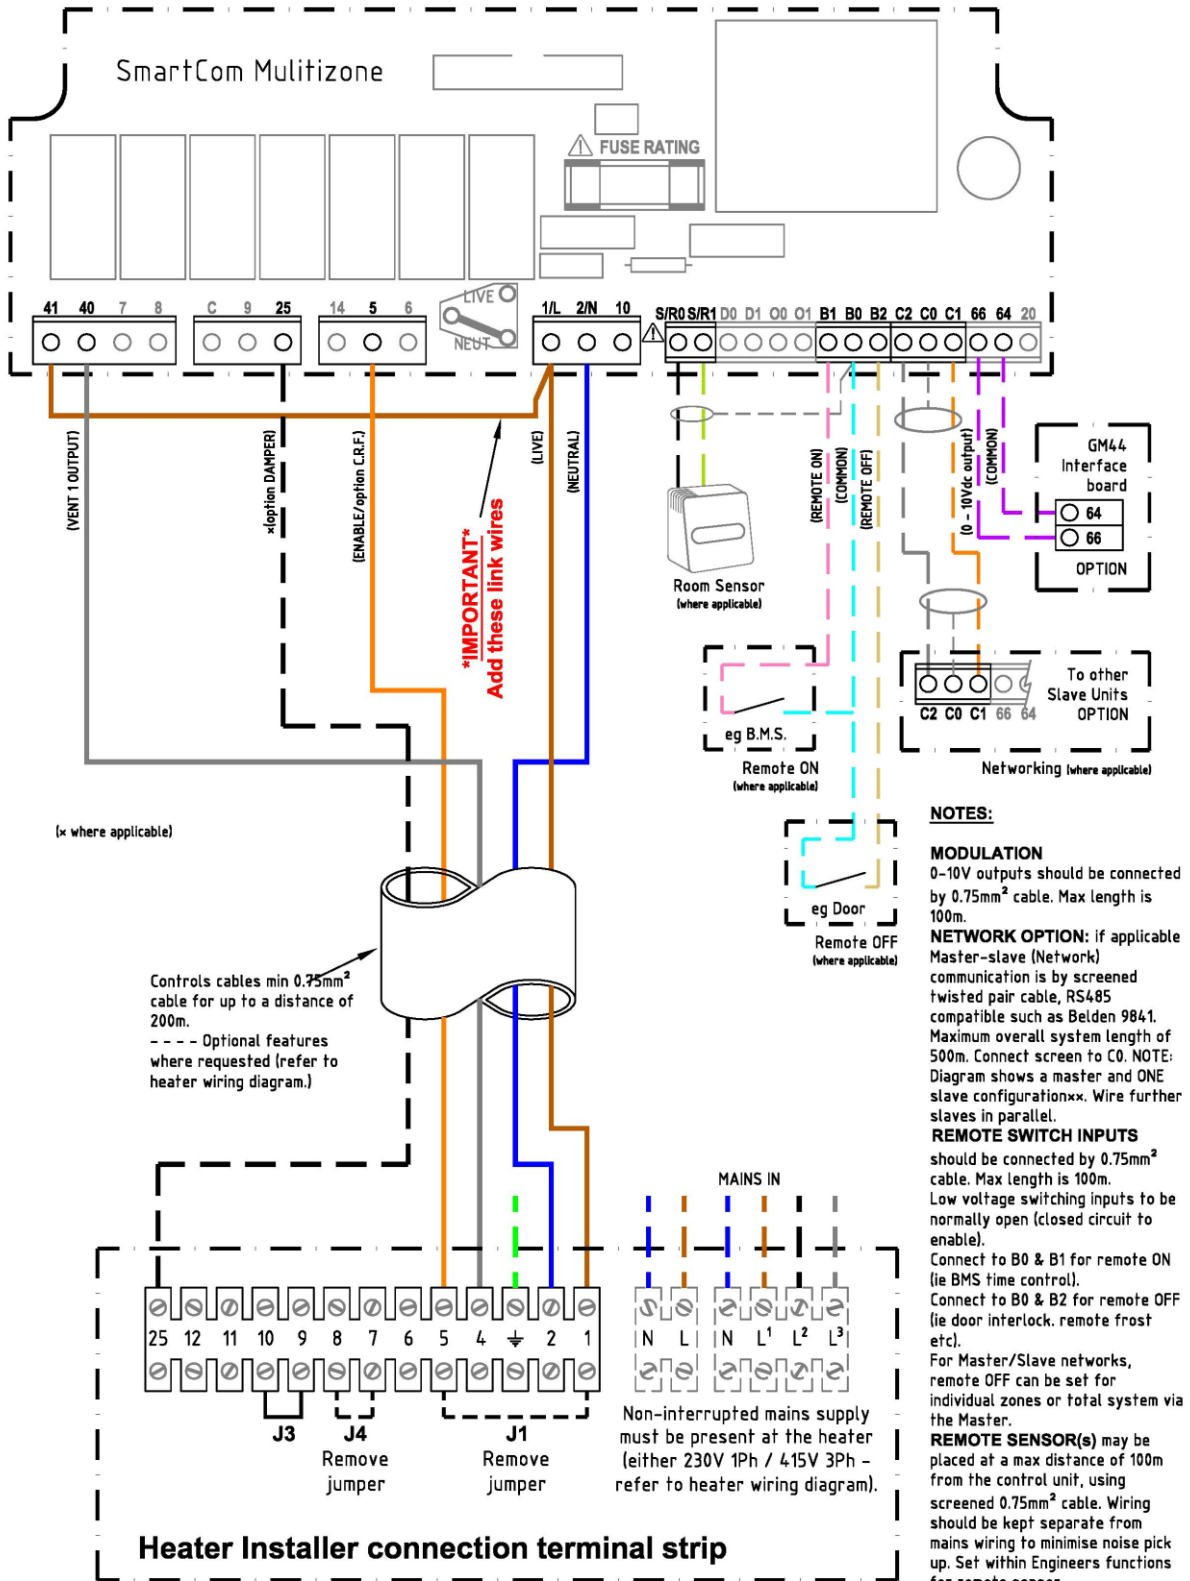 SmartCom Mulitizone
FUSE RATING
LIVE
NEUT
41 40 7 8 C 9 25 14 5 6 1/L 2/N 10 S/R0 S/R1 D0 D1 O0 O1 B1 B0 B2 C2 C0 C1 66 64 20
(VENT 1 OUTPUT)
×(option DAMPER)
(ENABLE/option C.R.F.)
*IMPORTANT*
Add these link wires
(LIVE)
(NEUTRAL)
(REMOTE ON)
(COMMON)
(REMOTE OFF)
(0 - 10Vdc output)
(COMMON)
GM44
Interface
board
64
66
OPTION
Room Sensor
(where applicable)
eg B.M.S.
Remote ON
(where applicable)
C2 C0 C1 66 64
To other
Slave Units
OPTION
Networking (where applicable)
eg Door
Remote OFF
(where applicable)
(× where applicable)
Controls cables min 0.75mm²
cable for up to a distance of
200m.
- - - - Optional features
where requested (refer to
heater wiring diagram.)
NOTES:
MODULATION
0-10V outputs should be connected
by 0.75mm² cable. Max length is
100m.
NETWORK OPTION: if applicable
Master-slave (Network)
communication is by screened
twisted pair cable, RS485
compatible such as Belden 9841.
Maximum overall system length of
500m. Connect screen to C0. NOTE:
Diagram shows a master and ONE
slave configuration××. Wire further
slaves in parallel.
REMOTE SWITCH INPUTS
should be connected by 0.75mm²
cable. Max length is 100m.
Low voltage switching inputs to be
normally open (closed circuit to
enable).
Connect to B0 & B1 for remote ON
(ie BMS time control).
Connect to B0 & B2 for remote OFF
(ie door interlock. remote frost
etc).
For Master/Slave networks,
remote OFF can be set for
individual zones or total system via
the Master.
REMOTE SENSOR(s) may be
placed at a max distance of 100m
from the control unit, using
screened 0.75mm² cable. Wiring
should be kept separate from
mains wiring to minimise noise pick
up. Set within Engineers functions
for remote sensor
MAINS IN
25 12 11 10 9 8 7 6 5 4 ⏚ 2 1
N L N L¹ L² L³
J3
J4
Remove
jumper
J1
Remove
jumper
Non-interrupted mains supply
must be present at the heater
(either 230V 1Ph / 415V 3Ph -
refer to heater wiring diagram).
Heater Installer connection terminal strip